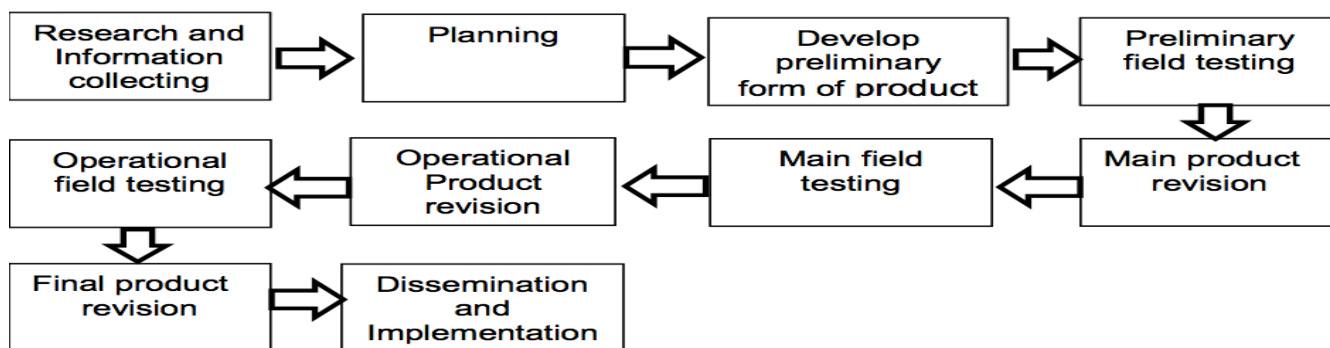 Research and
Information
collecting
Planning
Develop
preliminary
form of product
Preliminary
field testing
Main product
revision
Main field
testing
Operational
Product
revision
Operational
field testing
Final product
revision
Dissemination
and
Implementation